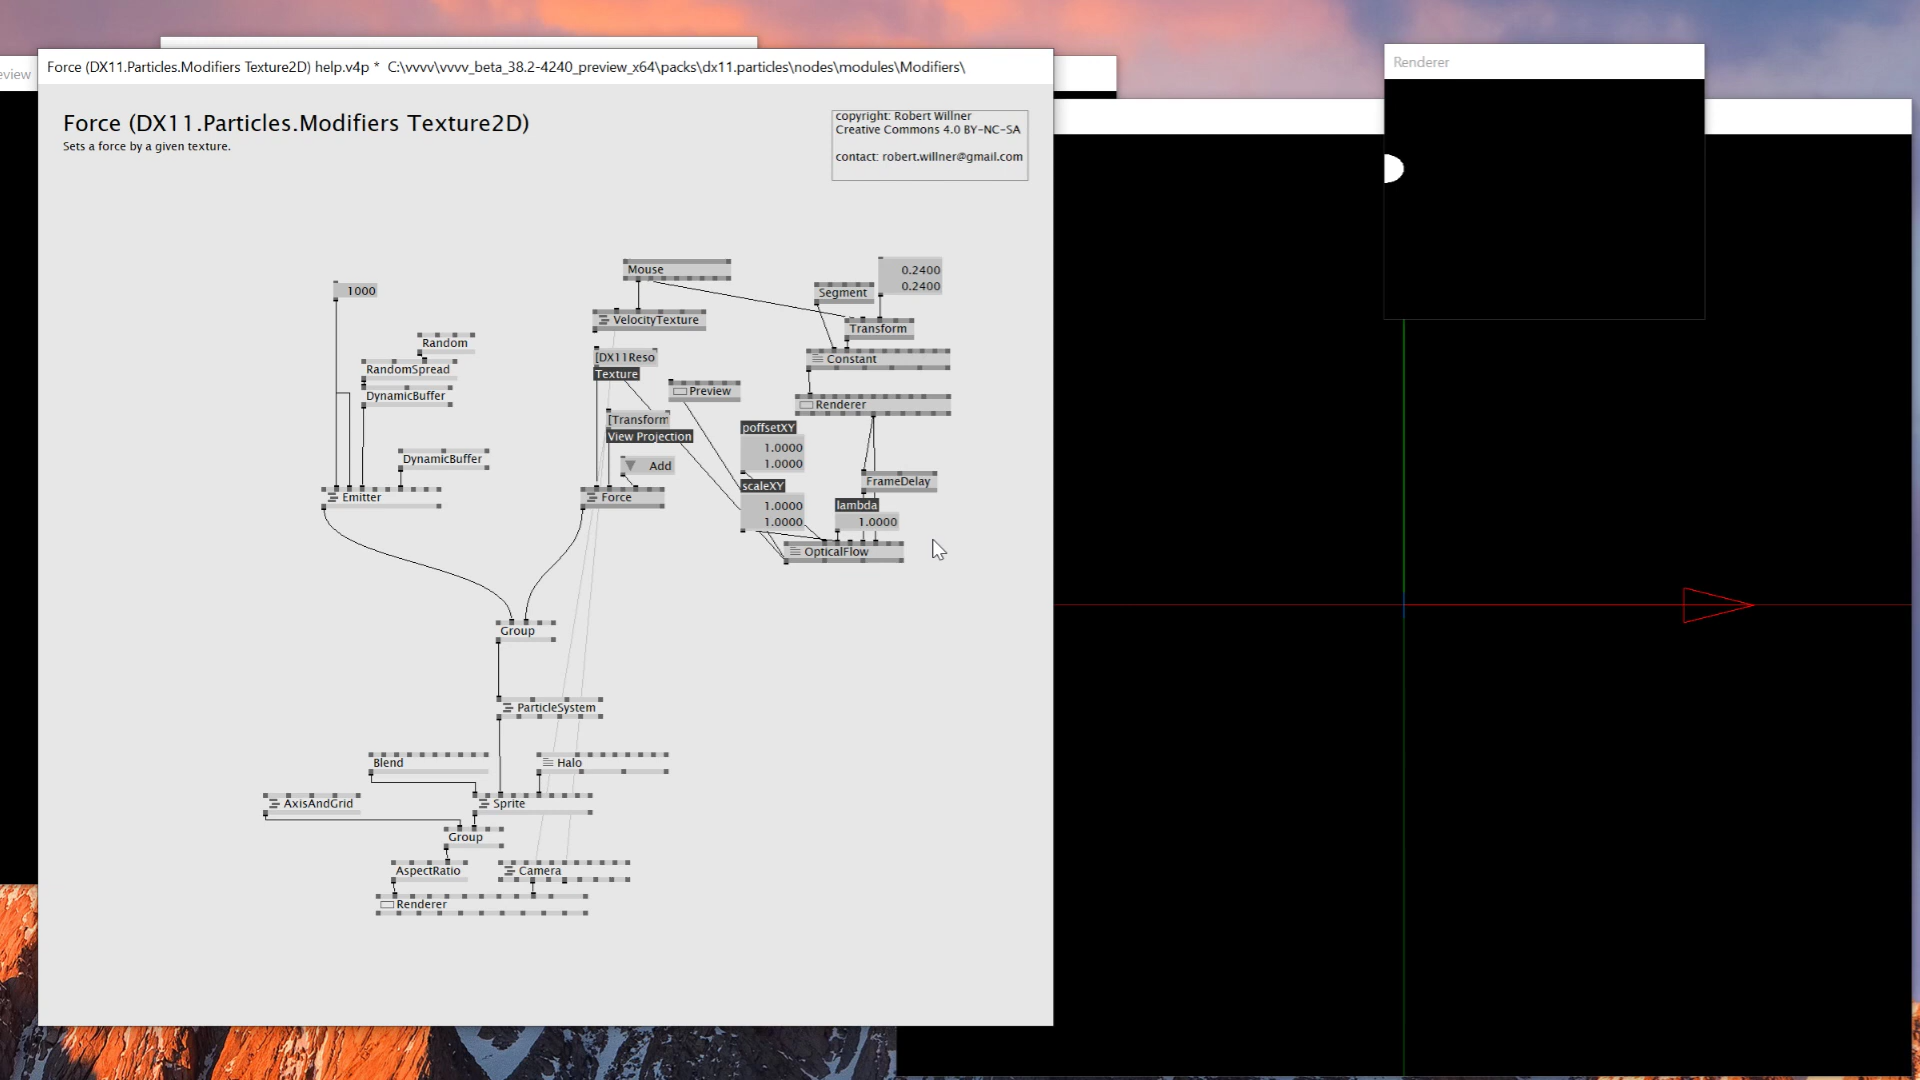 eview
Force (DX11.Particles.Modifiers Texture2D) help.v4p * C:\vvvv\vvvv_beta_38.2-4240_preview_x64\packs\dx11.particles\nodes\modules\Modifiers\
Renderer
Force (DX11.Particles.Modifiers Texture2D)
Sets a force by a given texture.
copyright: Robert Willner
Creative Commons 4.0 BY-NC-SA
contact: robert.willner@gmail.com
Mouse
0.2400
0.2400
1000
Segment
VelocityTexture
Transform
Random
[DX11Reso
Constant
RandomSpread
Texture
Preview
DynamicBuffer
Renderer
[Transform
poffsetXY
View Projection
1.0000
1.0000
DynamicBuffer
Add
FrameDelay
scaleXY
Emitter
Force
1.0000
1.0000
lambda
1.0000
OpticalFlow
Group
ParticleSystem
Blend
Halo
AxisAndGrid
Sprite
Group
AspectRatio
Camera
Renderer